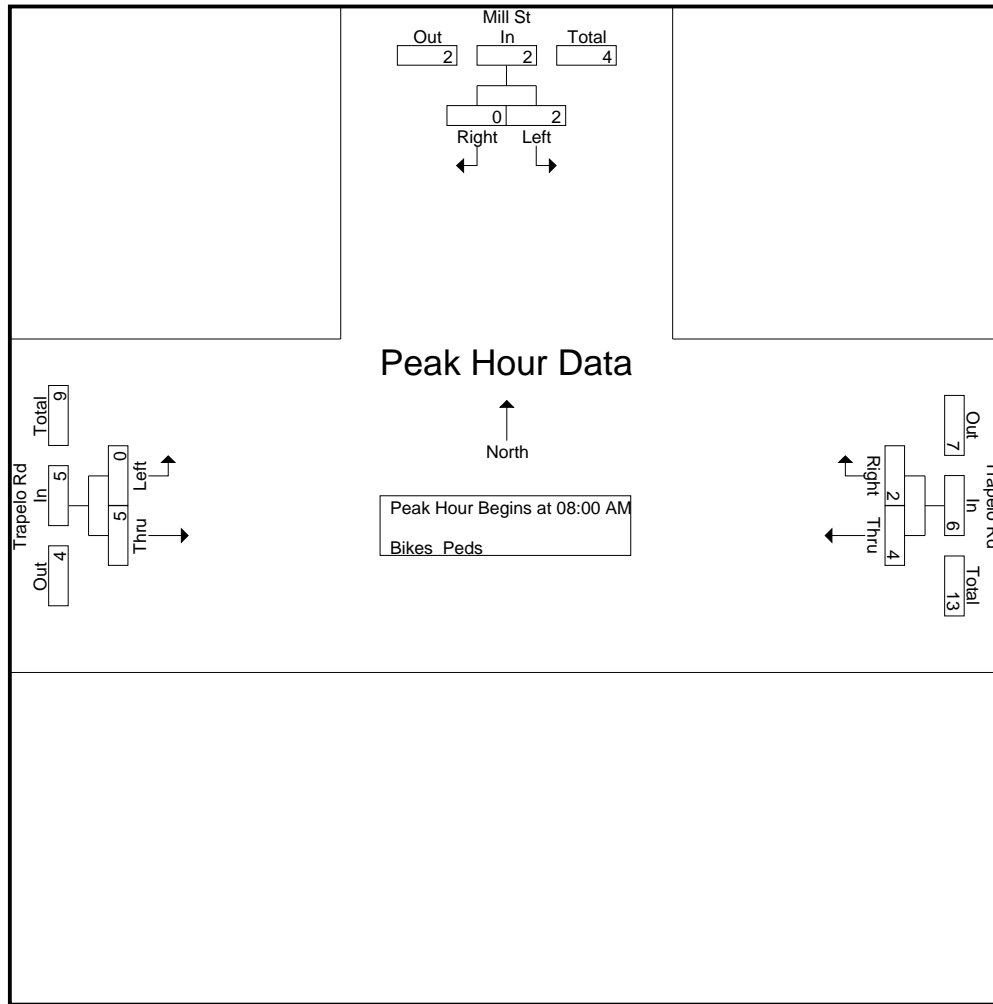 Mill St
Out In Total
2 2 4
0 2
Right Left
Peak Hour Data
North
Peak Hour Begins at 08:00 AM
Bikes Peds
Trapelo Rd
Out In Total
4 5 9
5 0
Thru Left
Trapelo Rd
Out In Total
7 6 13
2 4
Right Thru